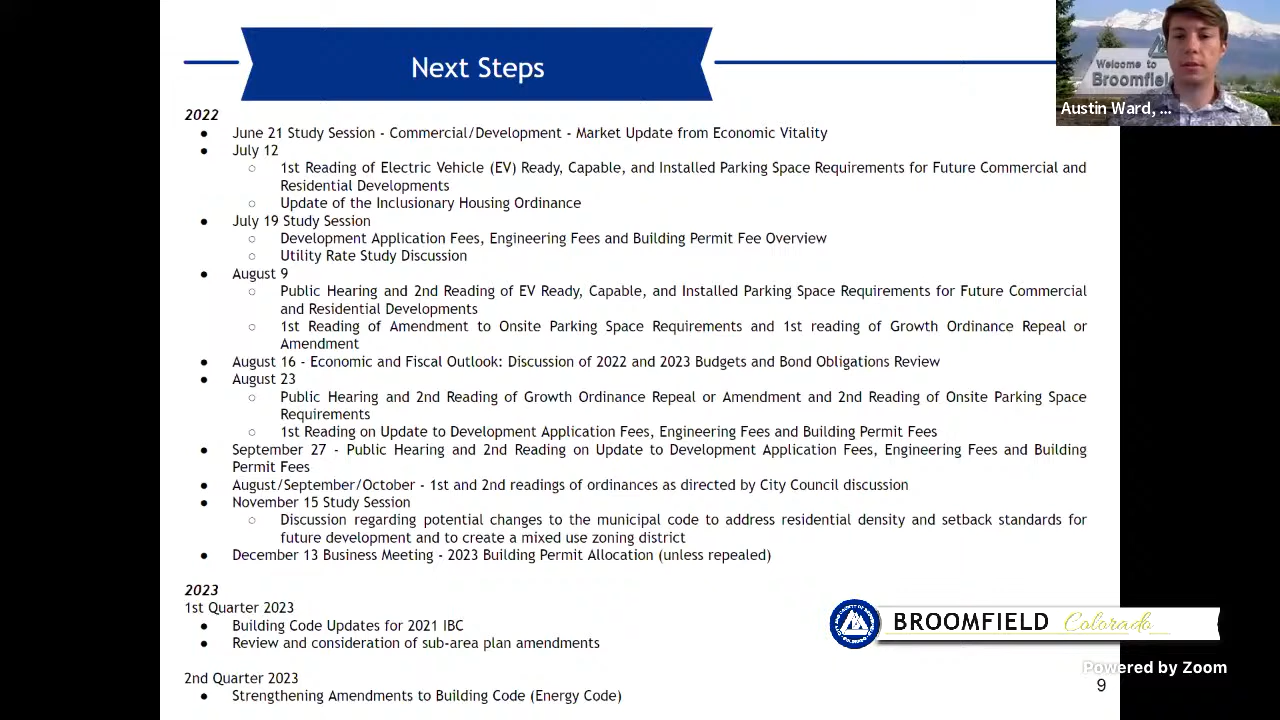 Next Steps
Welcome to
Broomfield
Austin Ward, ...
2022
● June 21 Study Session - Commercial/Development - Market Update from Economic Vitality
● July 12
○ 1st Reading of Electric Vehicle (EV) Ready, Capable, and Installed Parking Space Requirements for Future Commercial and
Residential Developments
○ Update of the Inclusionary Housing Ordinance
● July 19 Study Session
○ Development Application Fees, Engineering Fees and Building Permit Fee Overview
○ Utility Rate Study Discussion
● August 9
○ Public Hearing and 2nd Reading of EV Ready, Capable, and Installed Parking Space Requirements for Future Commercial
and Residential Developments
○ 1st Reading of Amendment to Onsite Parking Space Requirements and 1st reading of Growth Ordinance Repeal or
Amendment
● August 16 - Economic and Fiscal Outlook: Discussion of 2022 and 2023 Budgets and Bond Obligations Review
● August 23
○ Public Hearing and 2nd Reading of Growth Ordinance Repeal or Amendment and 2nd Reading of Onsite Parking Space
Requirements
○ 1st Reading on Update to Development Application Fees, Engineering Fees and Building Permit Fees
● September 27 - Public Hearing and 2nd Reading on Update to Development Application Fees, Engineering Fees and Building
Permit Fees
● August/September/October - 1st and 2nd readings of ordinances as directed by City Council discussion
● November 15 Study Session
○ Discussion regarding potential changes to the municipal code to address residential density and setback standards for
future development and to create a mixed use zoning district
● December 13 Business Meeting - 2023 Building Permit Allocation (unless repealed)
2023
1st Quarter 2023
● Building Code Updates for 2021 IBC
● Review and consideration of sub-area plan amendments
2nd Quarter 2023
● Strengthening Amendments to Building Code (Energy Code)
BROOMFIELD Colorado
Powered by Zoom
9